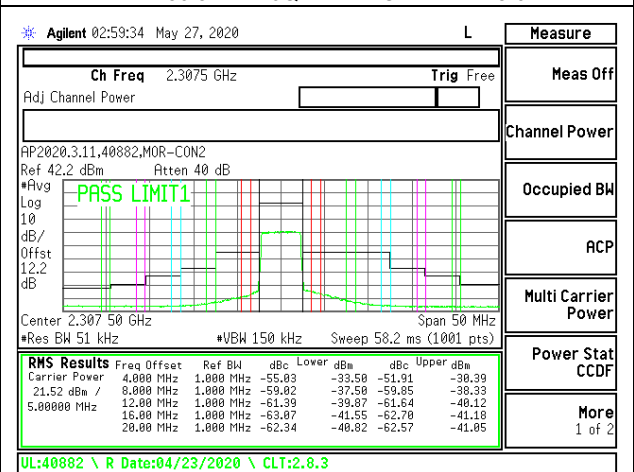 Agilent 02:59:34 May 27, 2020 L
Measure
Ch Freq 2.3075 GHz Trig Free
Adj Channel Power
Meas Off
Channel Power
AP2020.3.11,40882,MOR-CON2
Ref 42.2 dBm Atten 40 dB
#Avg
Log
10
dB/
Offst
12.2
dB
PASS LIMIT1
Occupied BW
ACP
Multi Carrier
Power
Center 2.307 50 GHz Span 50 MHz
#Res BW 51 kHz #VBW 150 kHz Sweep 58.2 ms (1001 pts)
Power Stat
CCDF
RMS Results Freq Offset Ref BW dBc Lower dBm dBc Upper dBm
Carrier Power 4.000 MHz 1.000 MHz -55.03 -33.50 -51.91 -30.39
21.52 dBm / 8.000 MHz 1.000 MHz -59.02 -37.50 -59.85 -38.33
5.00000 MHz 12.00 MHz 1.000 MHz -61.39 -39.87 -61.64 -40.12
16.00 MHz 1.000 MHz -63.07 -41.55 -62.70 -41.18
20.00 MHz 1.000 MHz -62.34 -40.82 -62.57 -41.05
More
1 of 2
UL:40882 \ R Date:04/23/2020 \ CLT:2.8.3